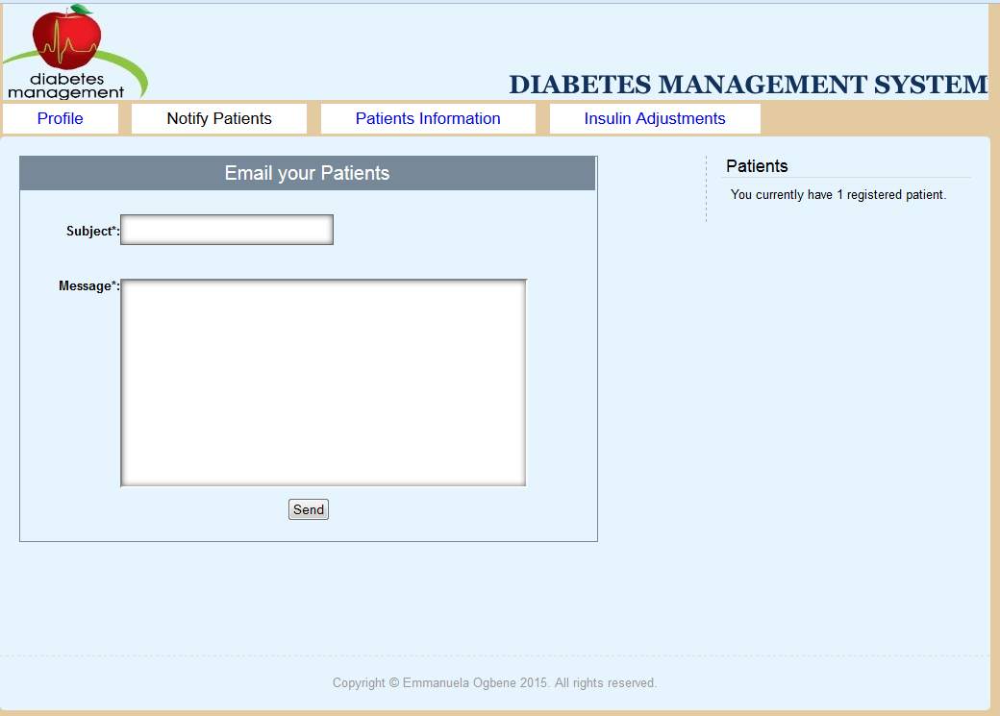 diabetes
management
DIABETES MANAGEMENT SYSTEM
Profile Notify Patients Patients Information Insulin Adjustments
Email your Patients
Subject*:
Message*:
Send
Patients
You currently have 1 registered patient.
Copyright © Emmanuela Ogbene 2015. All rights reserved.